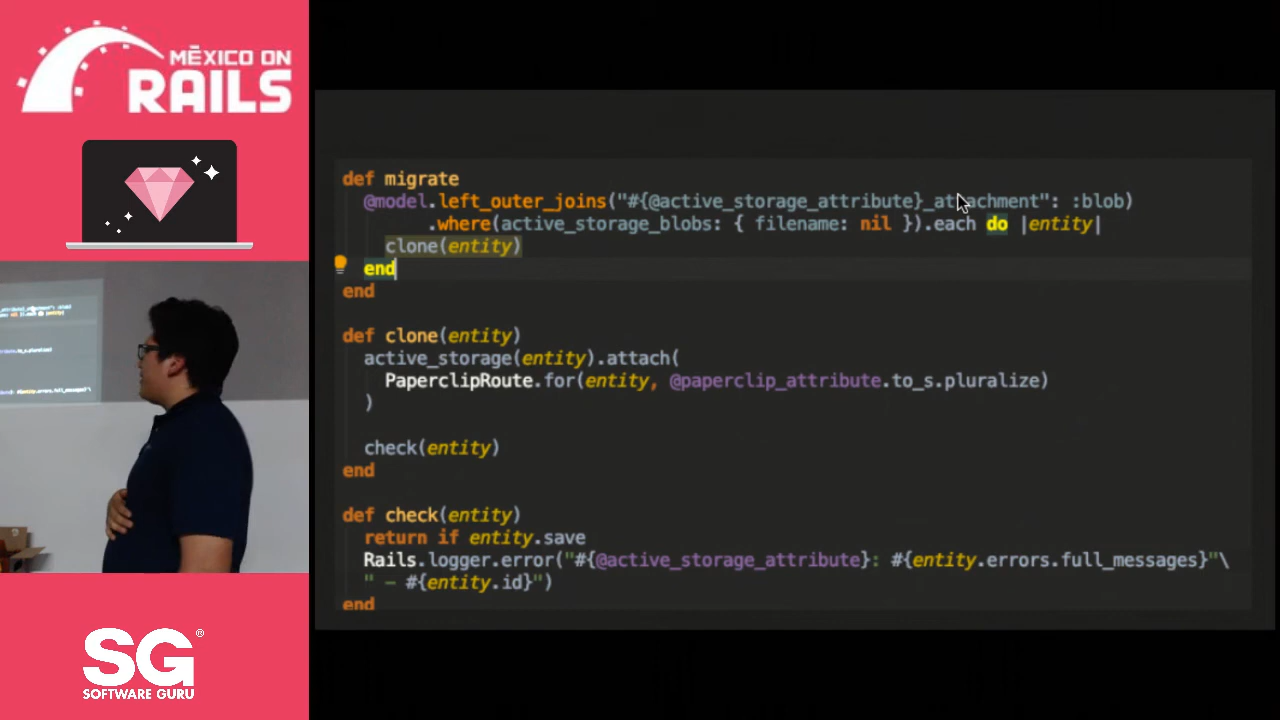 MÉXICO ON
RAILS
def migrate
@model.left_outer_joins("#{@active_storage_attribute}_attachment": :blob)
.where(active_storage_blobs: { filename: nil }).each do |entity|
clone(entity)
end
end
def clone(entity)
active_storage(entity).attach(
PaperclipRoute.for(entity, @paperclip_attribute.to_s.pluralize)
)
check(entity)
end
def check(entity)
return if entity.save
Rails.logger.error("#{@active_storage_attribute}: #{entity.errors.full_messages}"\
" – #{entity.id}")
end
SG®
SOFTWARE GURU